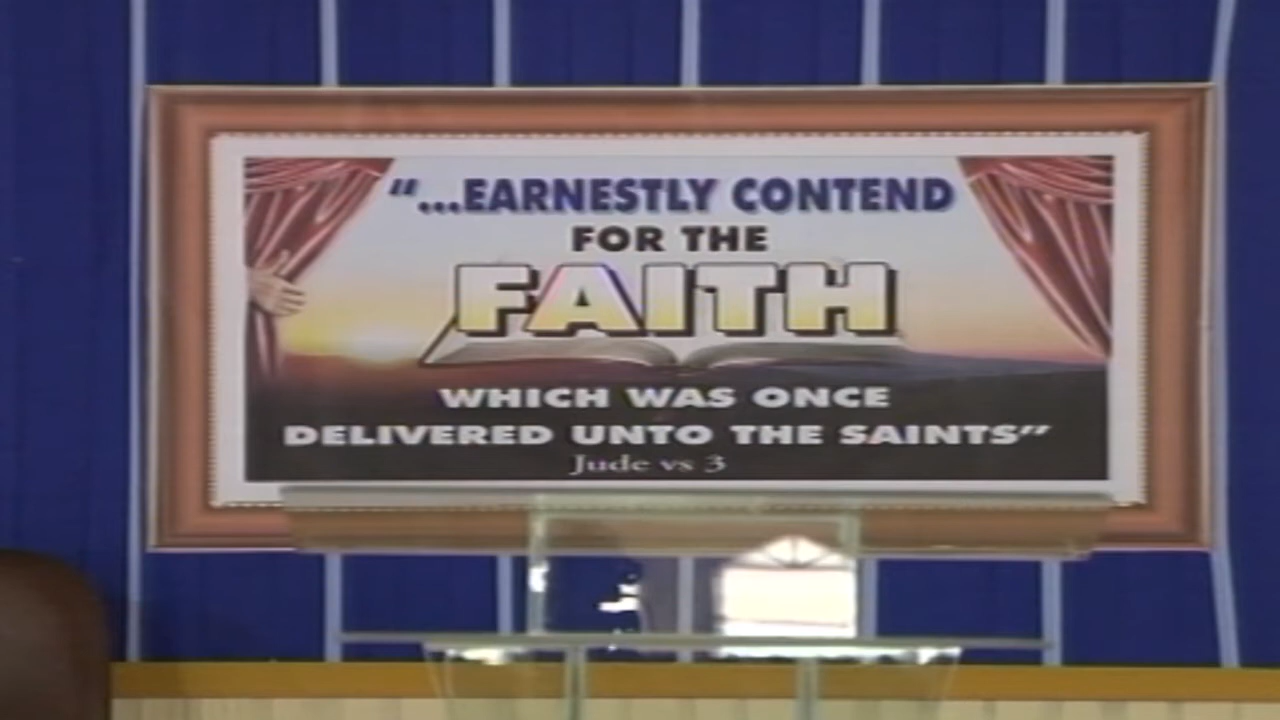 "...EARNESTLY CONTEND
FOR THE
FAITH
WHICH WAS ONCE
DELIVERED UNTO THE SAINTS"
Jude vs 3